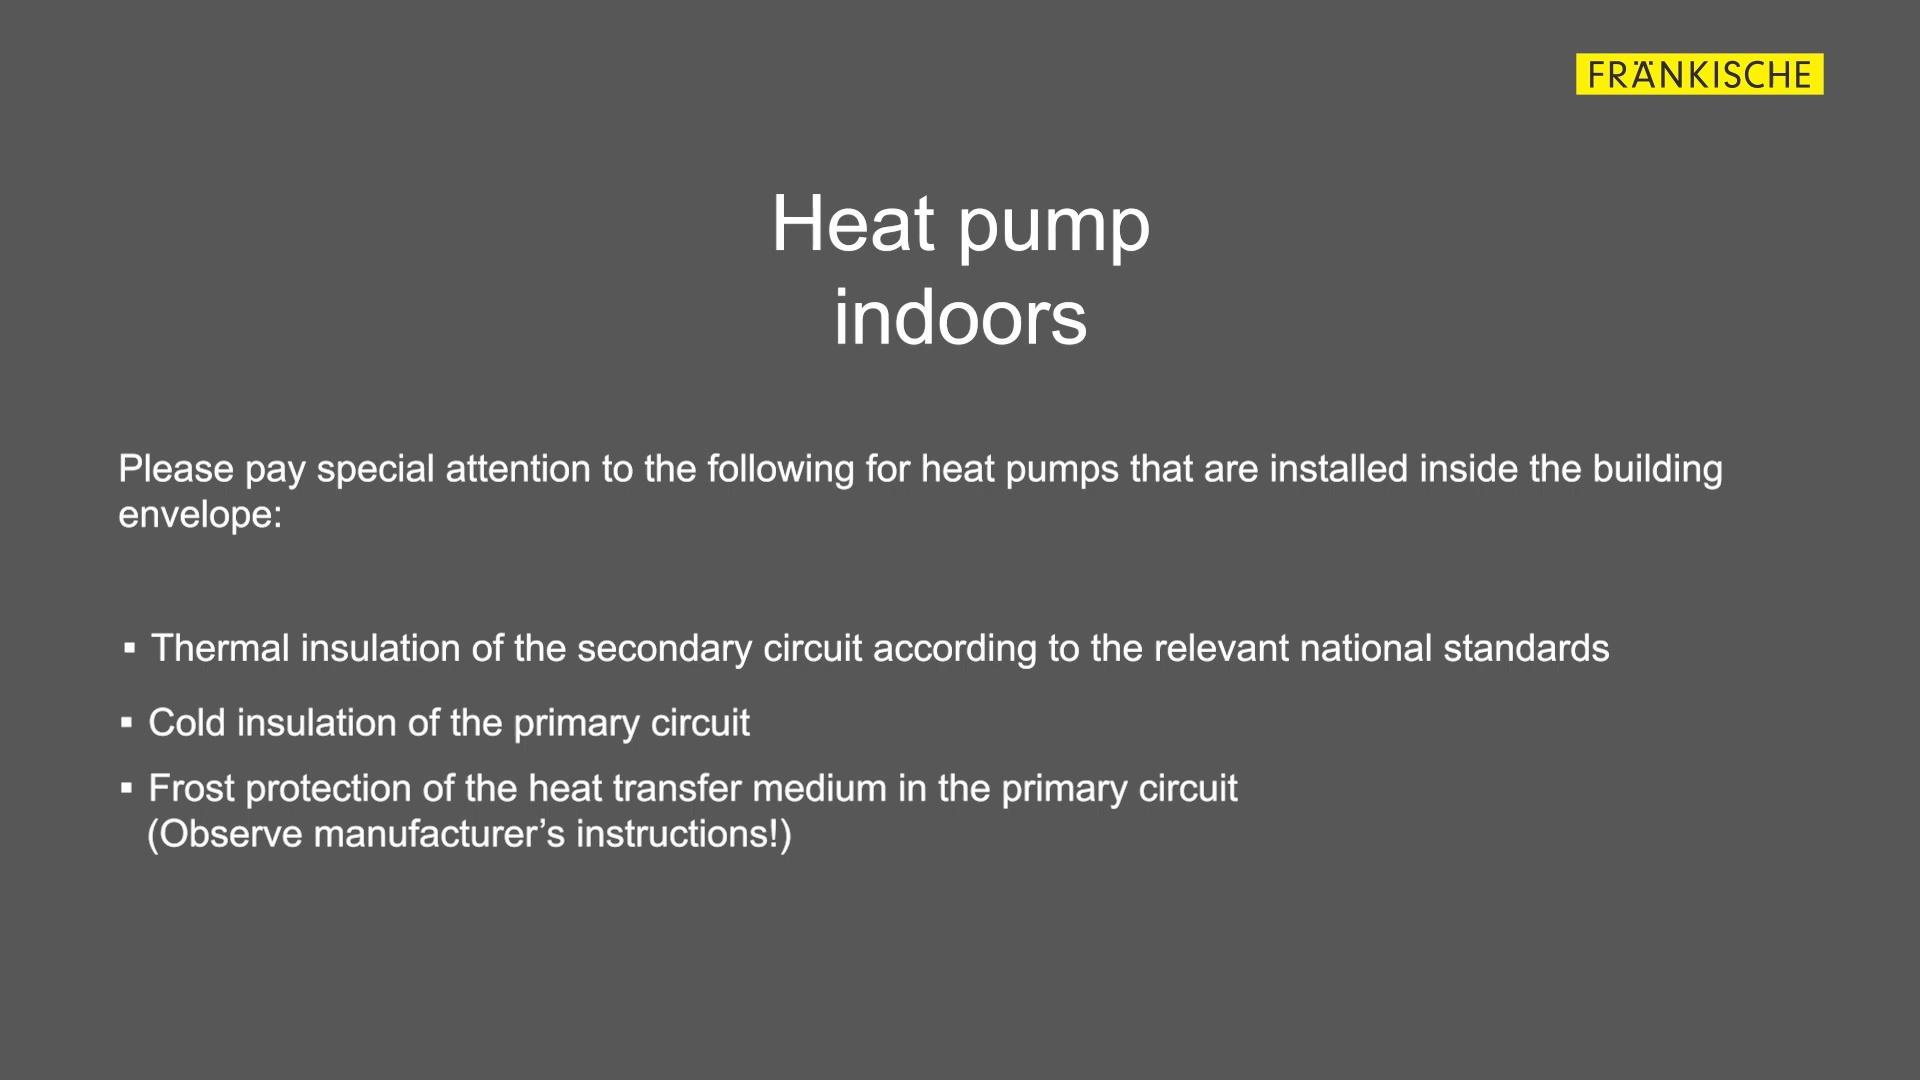 FRÄNKISCHE
Heat pump
indoors
Please pay special attention to the following for heat pumps that are installed inside the building
envelope:
▪ Thermal insulation of the secondary circuit according to the relevant national standards
▪ Cold insulation of the primary circuit
▪ Frost protection of the heat transfer medium in the primary circuit
(Observe manufacturer’s instructions!)